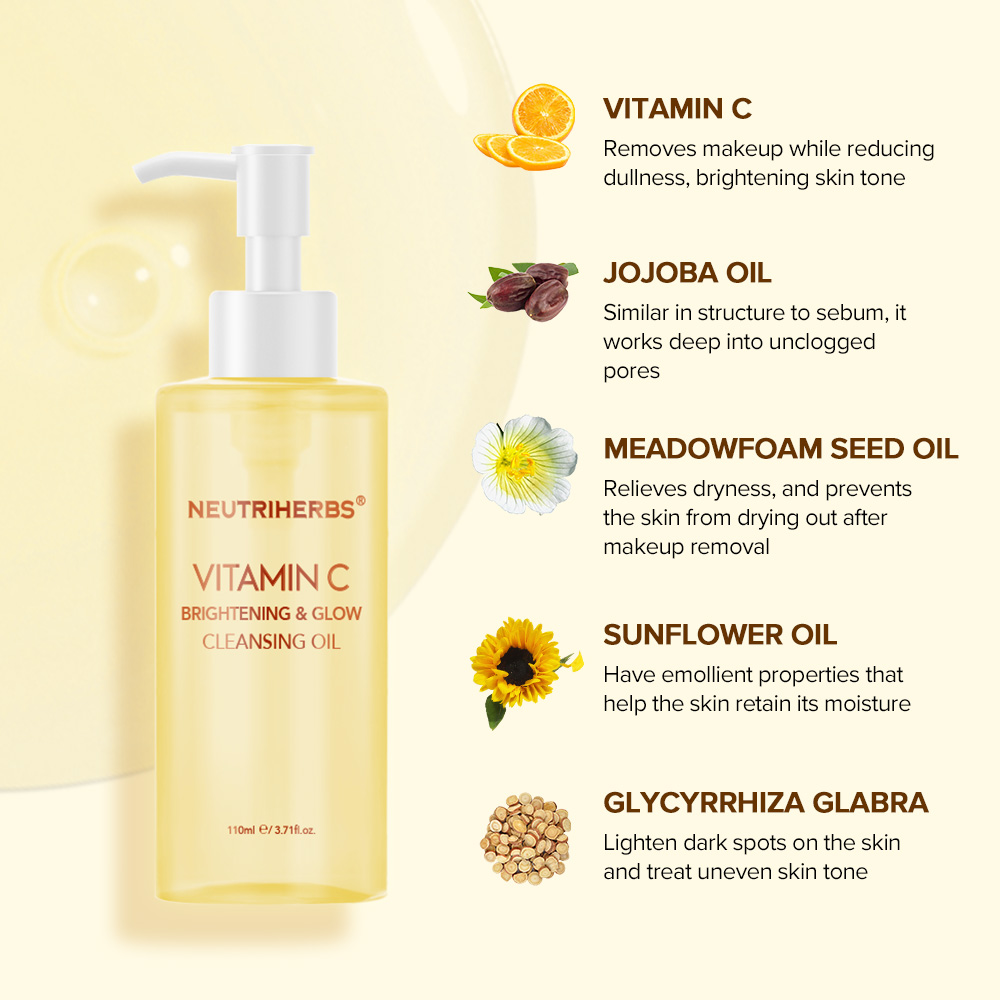 NEUTRIHERBS®
VITAMIN C
BRIGHTENING & GLOW
CLEANSING OIL
110ml ℮/ 3.71fl.oz.
VITAMIN C
Removes makeup while reducing
dullness, brightening skin tone
JOJOBA OIL
Similar in structure to sebum, it
works deep into unclogged
pores
MEADOWFOAM SEED OIL
Relieves dryness, and prevents
the skin from drying out after
makeup removal
SUNFLOWER OIL
Have emollient properties that
help the skin retain its moisture
GLYCYRRHIZA GLABRA
Lighten dark spots on the skin
and treat uneven skin tone